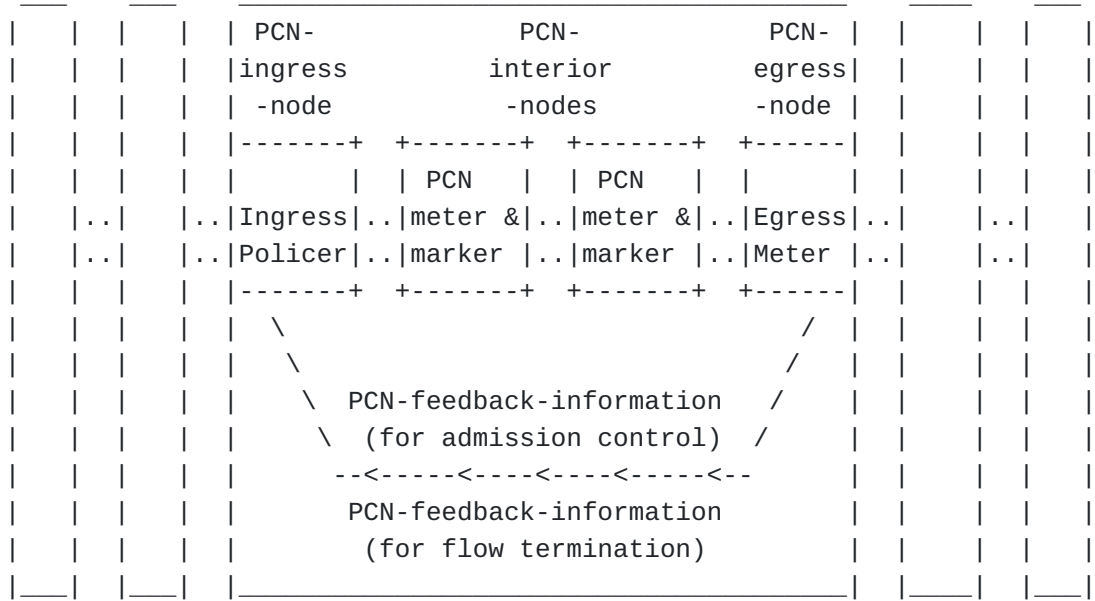 PCN- PCN- PCN-
ingress interior egress
-node -nodes -node
PCN PCN
Ingress meter & meter & Egress
Policer marker marker Meter
PCN-feedback-information
(for admission control)
PCN-feedback-information
(for flow termination)